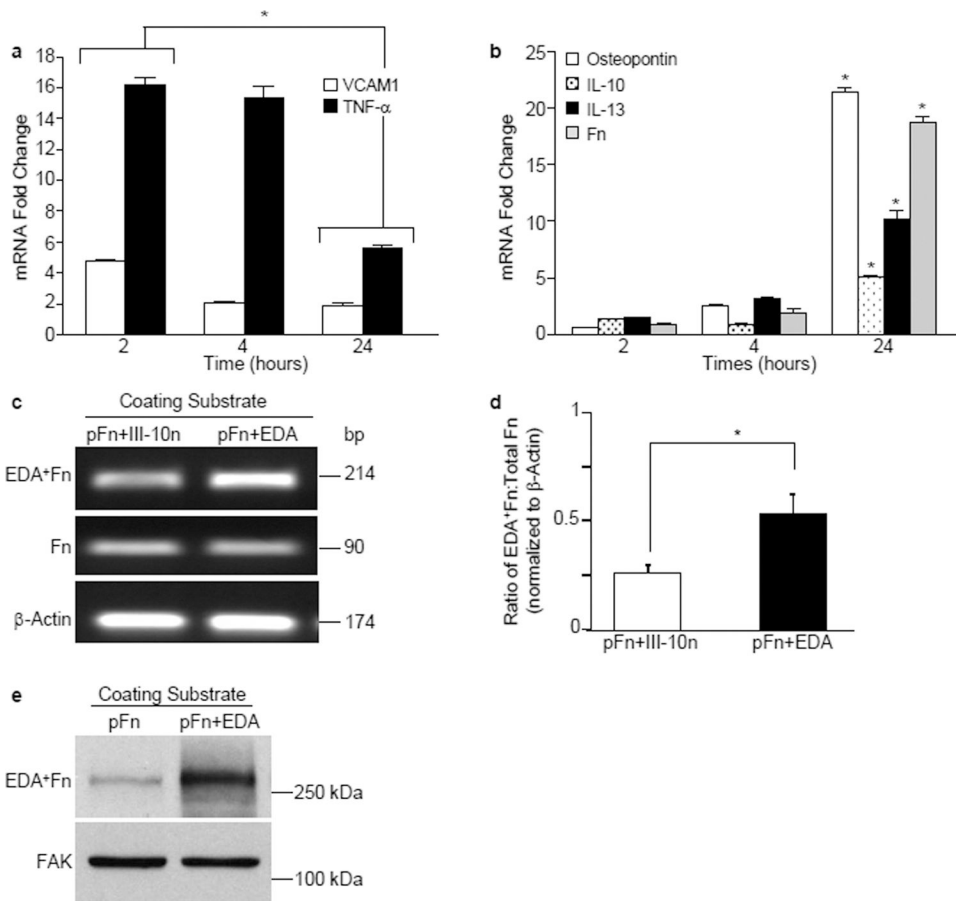 a
*
18
16
14
12
10
8
6
4
2
0
mRNA Fold Change
VCAM1
TNF-α
2 4 24
Time (hours)
b
25
20
15
10
5
0
mRNA Fold Change
Osteopontin
IL-10
IL-13
Fn
*
*
*
*
2 4 24
Times (hours)
c
Coating Substrate
pFn+III-10n pFn+EDA bp
EDA⁺Fn 214
Fn 90
β-Actin 174
d
1
0.5
0
Ratio of EDA⁺Fn:Total Fn
(normalized to β-Actin)
*
pFn+III-10n pFn+EDA
e
Coating Substrate
pFn pFn+EDA
EDA⁺Fn
250 kDa
FAK
100 kDa